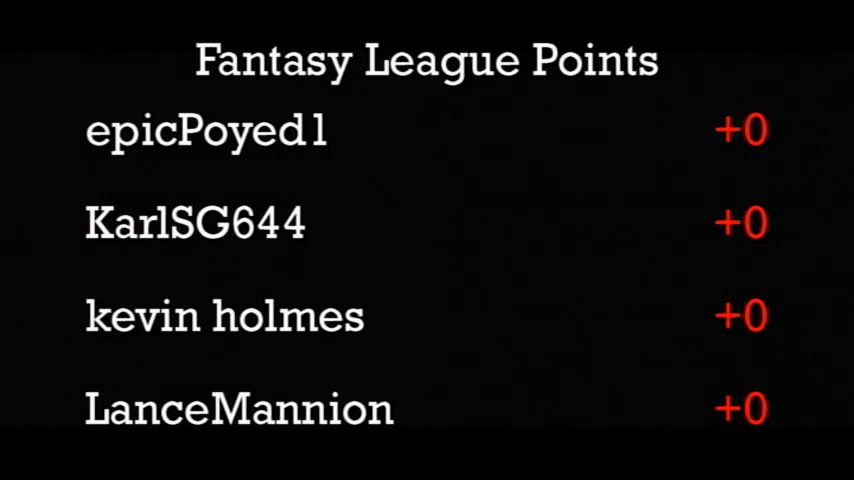 Fantasy League Points
epicPoyed1 +0
KarlSG644 +0
kevin holmes +0
LanceMannion +0